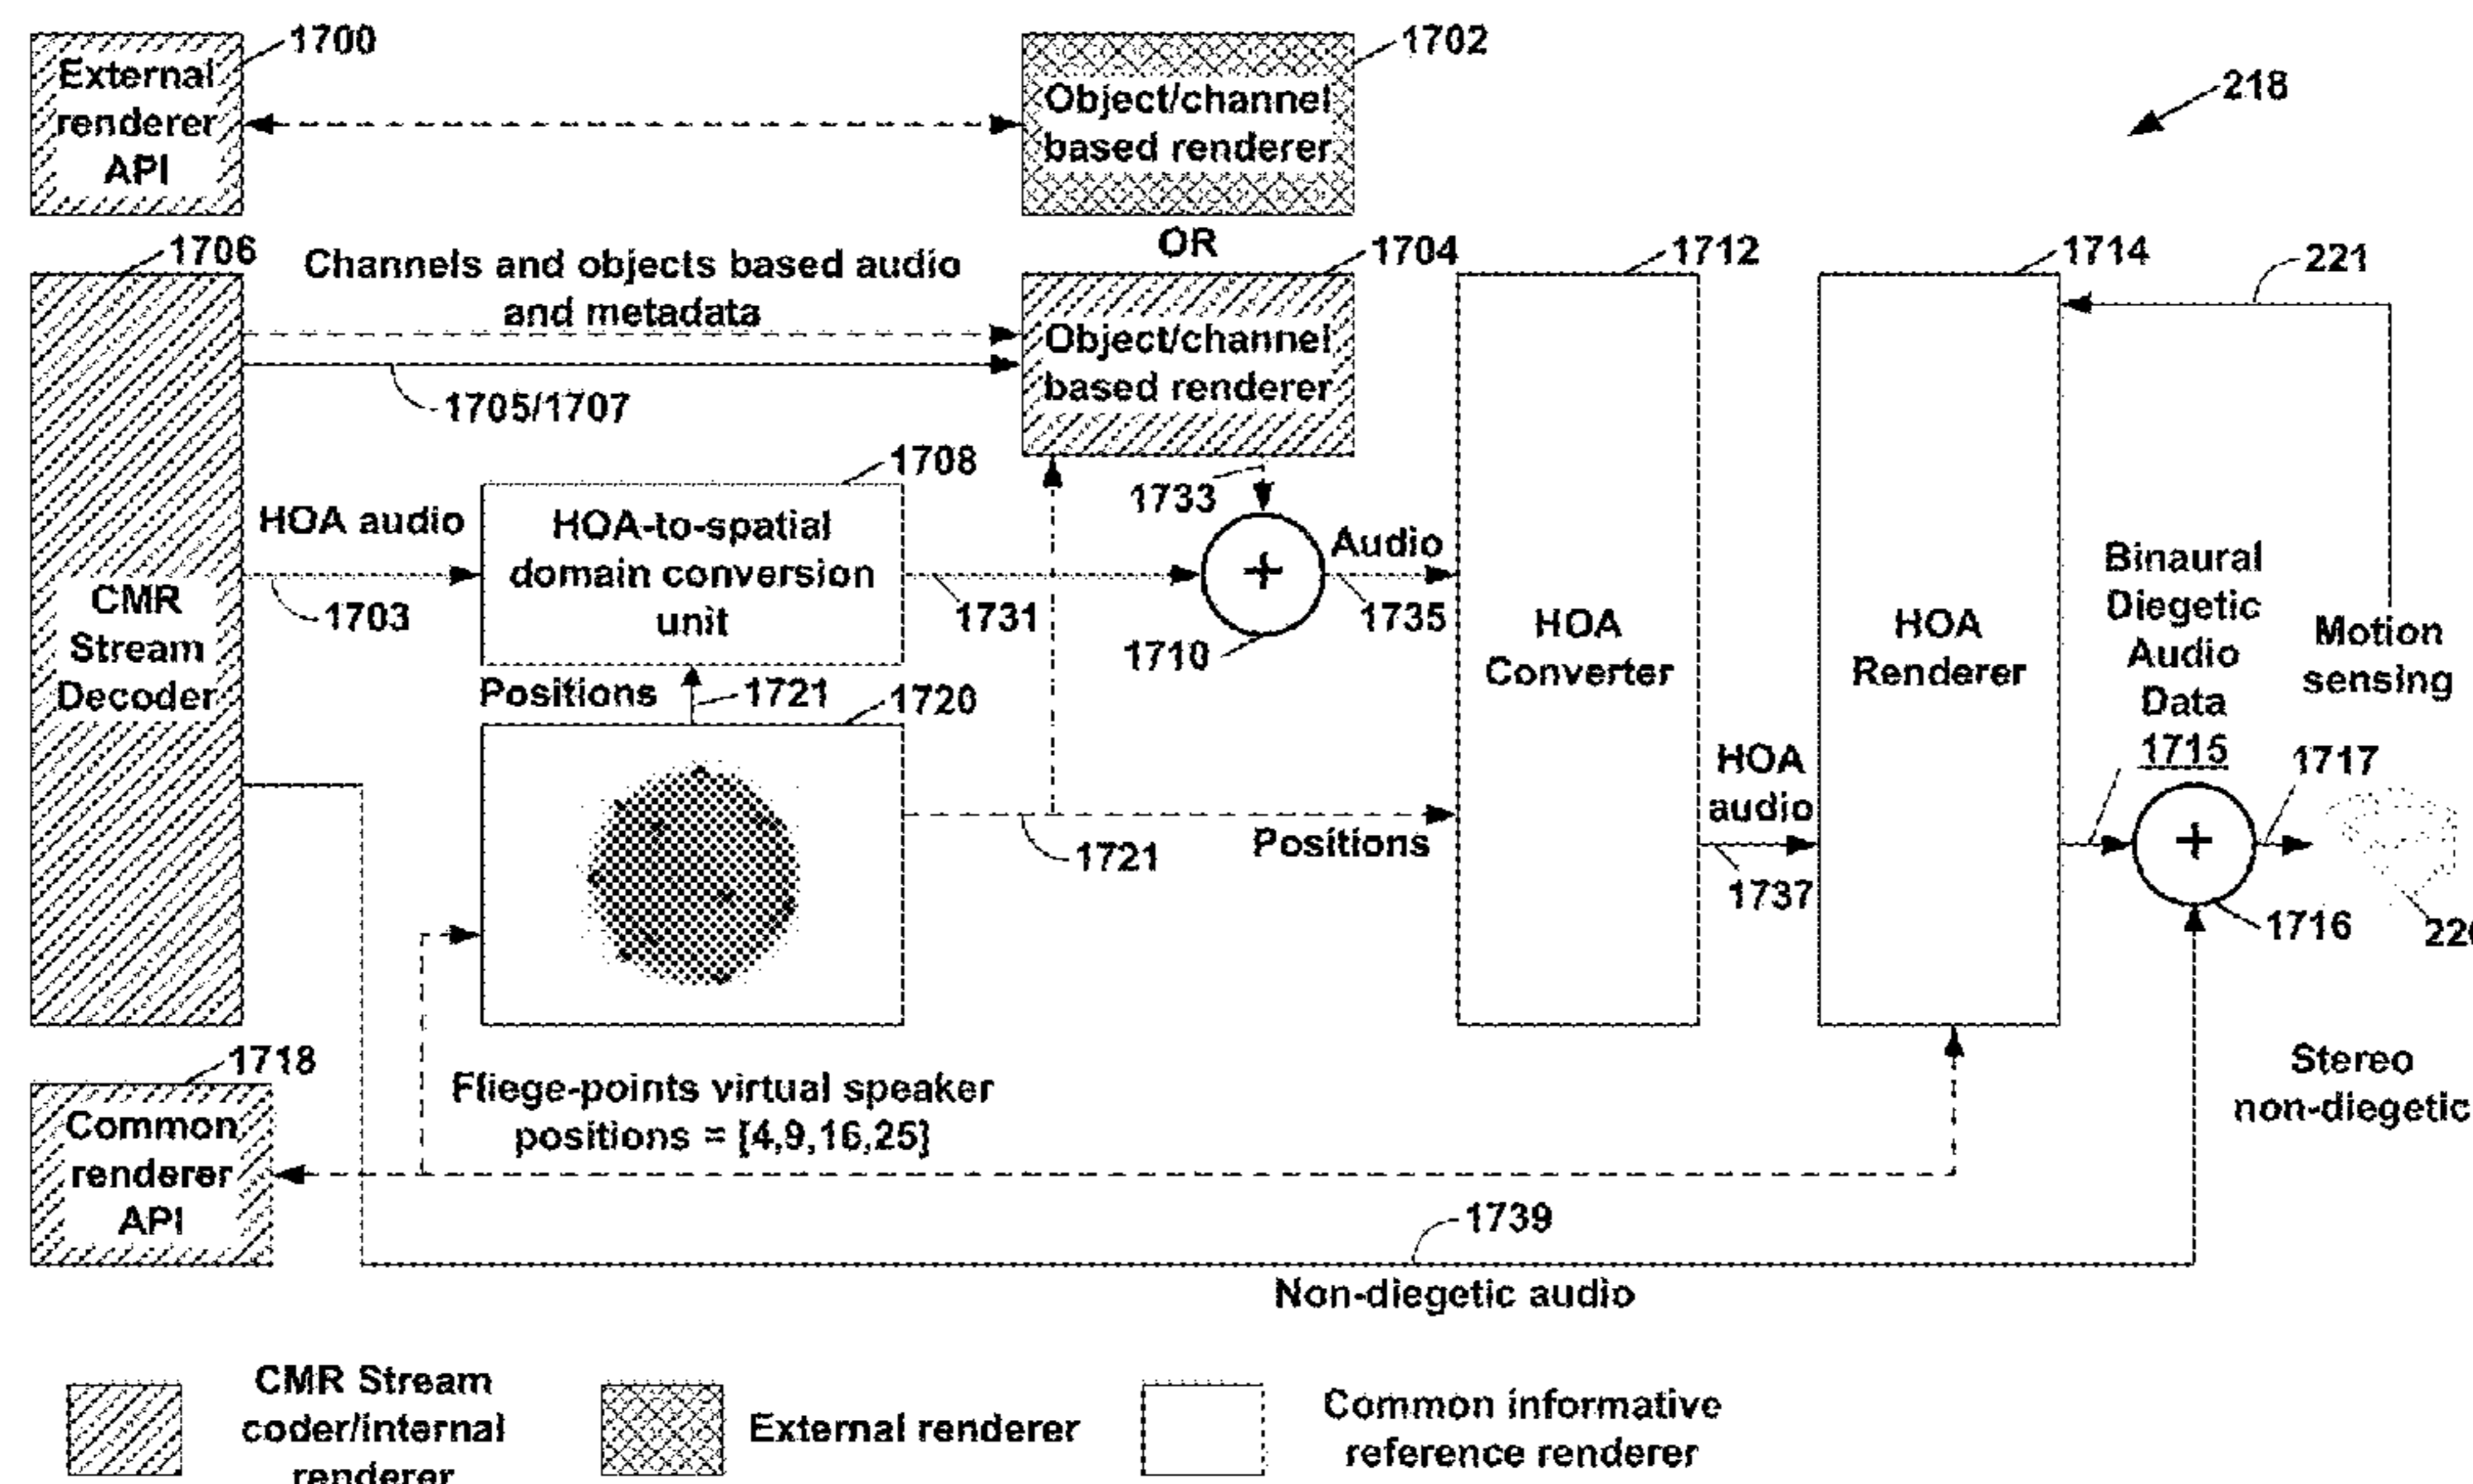 1700
External
renderer
API
1702
Object/channel
based renderer
218
OR
1706
Channels and objects based audio
and metadata
1704
Object/channel
based renderer
1712
1714
221
1705/1707
1708
1733
HOA audio
HOA-to-spatial
domain conversion
unit
Audio
1703
1731
1735
1710
CMR
Stream
Decoder
HOA
Converter
HOA
Renderer
Binaural
Diegetic
Audio
Data
1715
Motion
sensing
Positions
1721
1720
1717
HOA
audio
1721
Positions
1737
1716
1718
Common
renderer
API
Fliege-points virtual speaker
positions = [4,9,16,25]
Stereo
non-diegetic
1739
Non-diegetic audio
CMR Stream
coder/internal
renderer
External renderer
Common informative
reference renderer